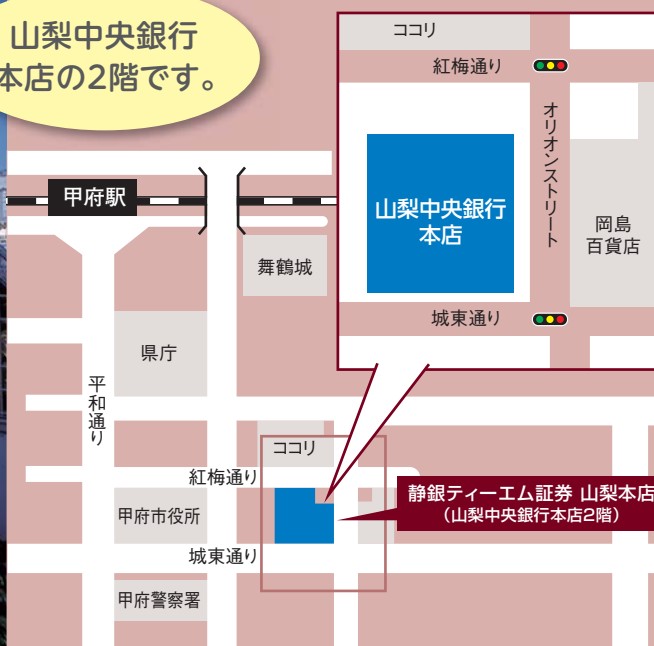 山梨中央銀行
本店の2階です。
ココリ
紅梅通り
オリオンストリート
山梨中央銀行
本店
岡島
百貨店
城東通り
甲府駅
舞鶴城
県庁
平和通り
ココリ
紅梅通り
甲府市役所
静銀ティーエム証券 山梨本店
(山梨中央銀行本店2階)
城東通り
甲府警察署